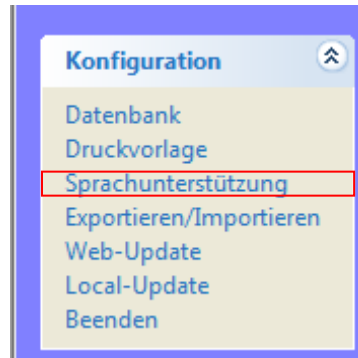 Konfiguration
Datenbank
Druckvorlage
Sprachunterstützung
Exportieren/Importieren
Web-Update
Local-Update
Beenden